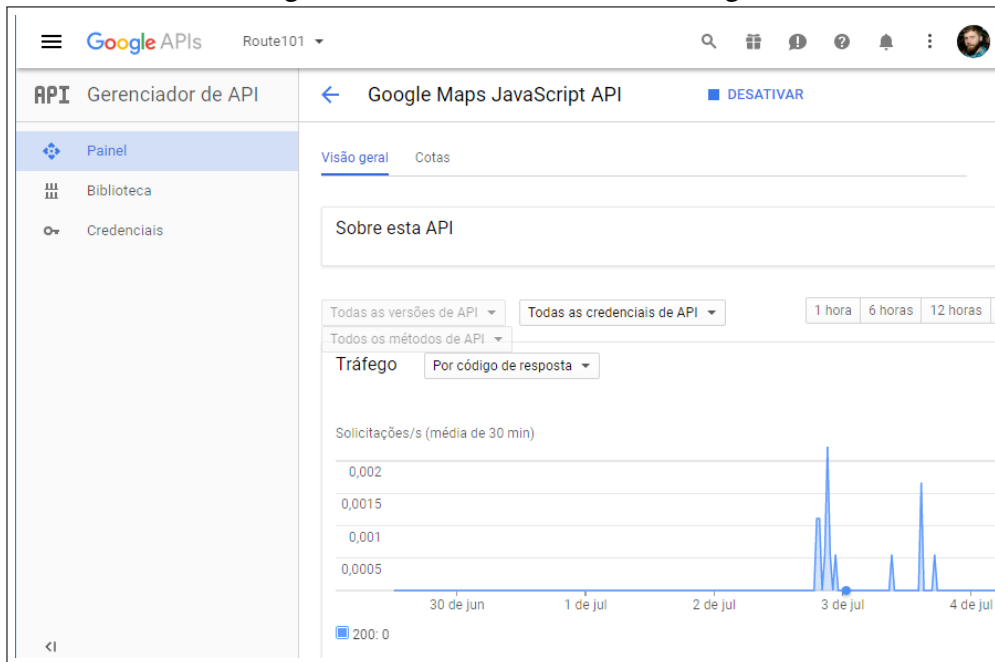 Google APIs Route101
API Gerenciador de API
Google Maps JavaScript API DESATIVAR
Painel
Biblioteca
Credenciais
Visão geral Cotas
Sobre esta API
Todas as versões de API Todas as credenciais de API 1 hora 6 horas 12 horas
Todos os métodos de API
Tráfego Por código de resposta
Solicitações/s (média de 30 min)
0,002
0,0015
0,001
0,0005
30 de jun 1 de jul 2 de jul 3 de jul 4 de jul
200: 0